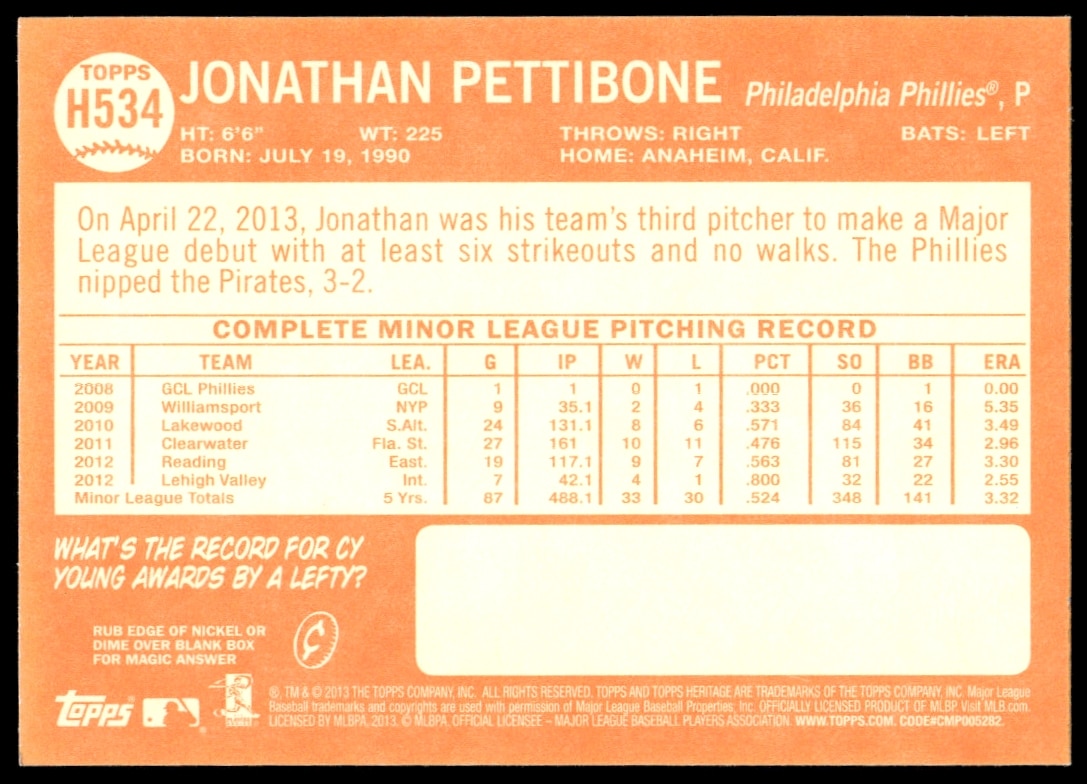 TOPPS
H534
JONATHAN PETTIBONE
Philadelphia Phillies®, P
HT: 6'6" WT: 225 THROWS: RIGHT BATS: LEFT
BORN: JULY 19, 1990 HOME: ANAHEIM, CALIF.
On April 22, 2013, Jonathan was his team's third pitcher to make a Major
League debut with at least six strikeouts and no walks. The Phillies
nipped the Pirates, 3-2.
COMPLETE MINOR LEAGUE PITCHING RECORD
YEAR TEAM LEA. G IP W L PCT SO BB ERA
2008 GCL Phillies GCL 1 1 0 1 .000 0 1 0.00
2009 Williamsport NYP 9 35.1 2 4 .333 36 16 5.35
2010 Lakewood S.Alt. 24 131.1 8 6 .571 84 41 3.49
2011 Clearwater Fla. St. 27 161 10 11 .476 115 34 2.96
2012 Reading East. 19 117.1 9 7 .563 81 27 3.30
2012 Lehigh Valley Int. 7 42.1 4 1 .800 32 22 2.55
Minor League Totals 5 Yrs. 87 488.1 33 30 .524 348 141 3.32
WHAT'S THE RECORD FOR CY
YOUNG AWARDS BY A LEFTY?
RUB EDGE OF NICKEL OR
DIME OVER BLANK BOX
FOR MAGIC ANSWER
¢
Topps
®, TM & © 2013 THE TOPPS COMPANY, INC. ALL RIGHTS RESERVED. TOPPS AND TOPPS HERITAGE ARE TRADEMARKS OF THE TOPPS COMPANY, INC. Major League
Baseball trademarks and copyrights are used with permission of Major League Baseball Properties, Inc. OFFICIALLY LICENSED PRODUCT OF MLBP Visit MLB.com.
LICENSED BY MLBPA, 2013. © MLBPA, OFFICIAL LICENSEE – MAJOR LEAGUE BASEBALL PLAYERS ASSOCIATION. WWW.TOPPS.COM. CODE#CMP005282.